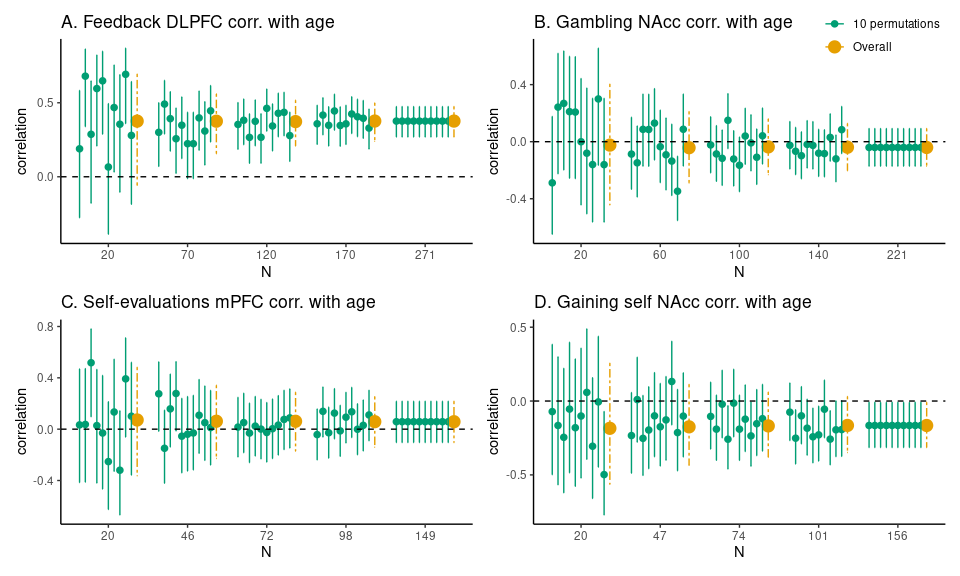 A. Feedback DLPFC corr. with age
correlation
0.5
0.0
20 70 120 170 271
N
B. Gambling NAcc corr. with age
10 permutations
Overall
correlation
0.4
0.0
-0.4
20 60 100 140 221
N
C. Self-evaluations mPFC corr. with age
correlation
0.8
0.4
0.0
-0.4
20 46 72 98 149
N
D. Gaining self NAcc corr. with age
correlation
0.5
0.0
-0.5
20 47 74 101 156
N